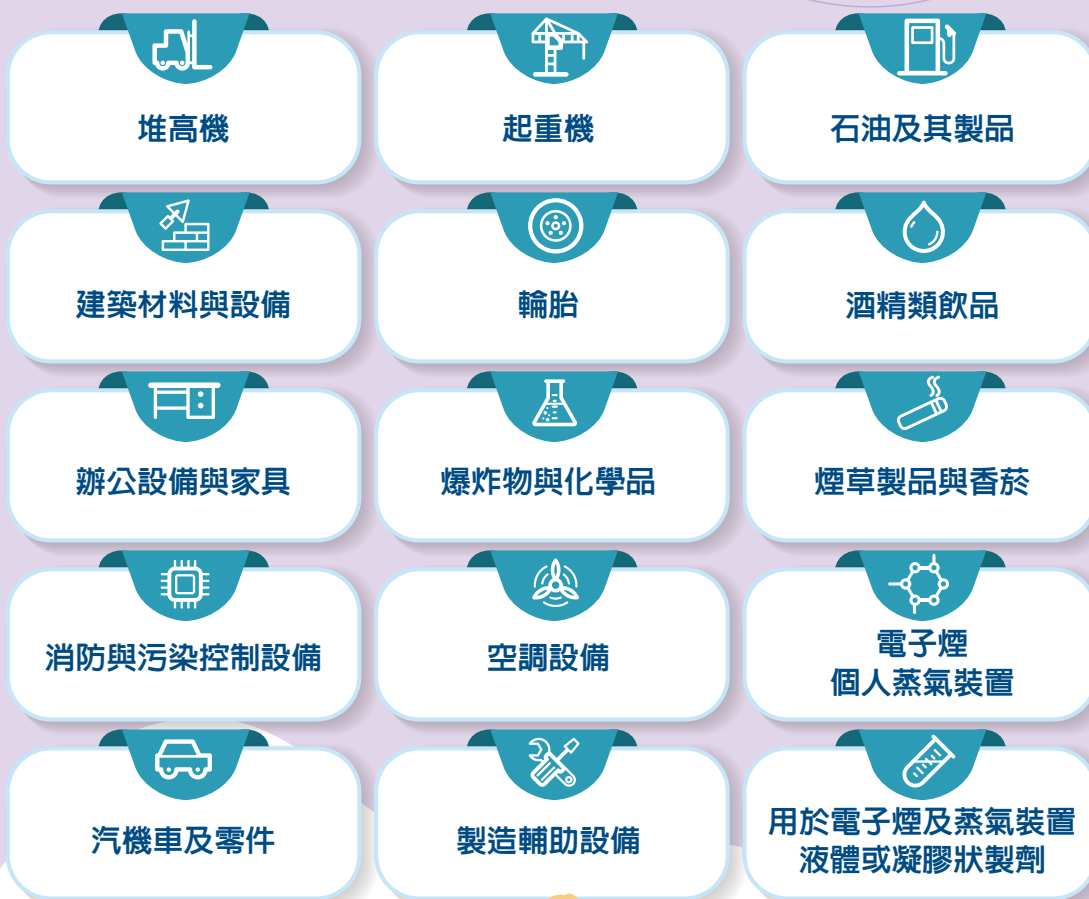 堆高機
起重機
石油及其製品
建築材料與設備
輪胎
酒精類飲品
辦公設備與家具
爆炸物與化學品
煙草製品與香菸
消防與污染控制設備
空調設備
電子煙
個人蒸氣裝置
汽機車及零件
製造輔助設備
用於電子煙及蒸氣裝置
液體或凝膠狀製劑